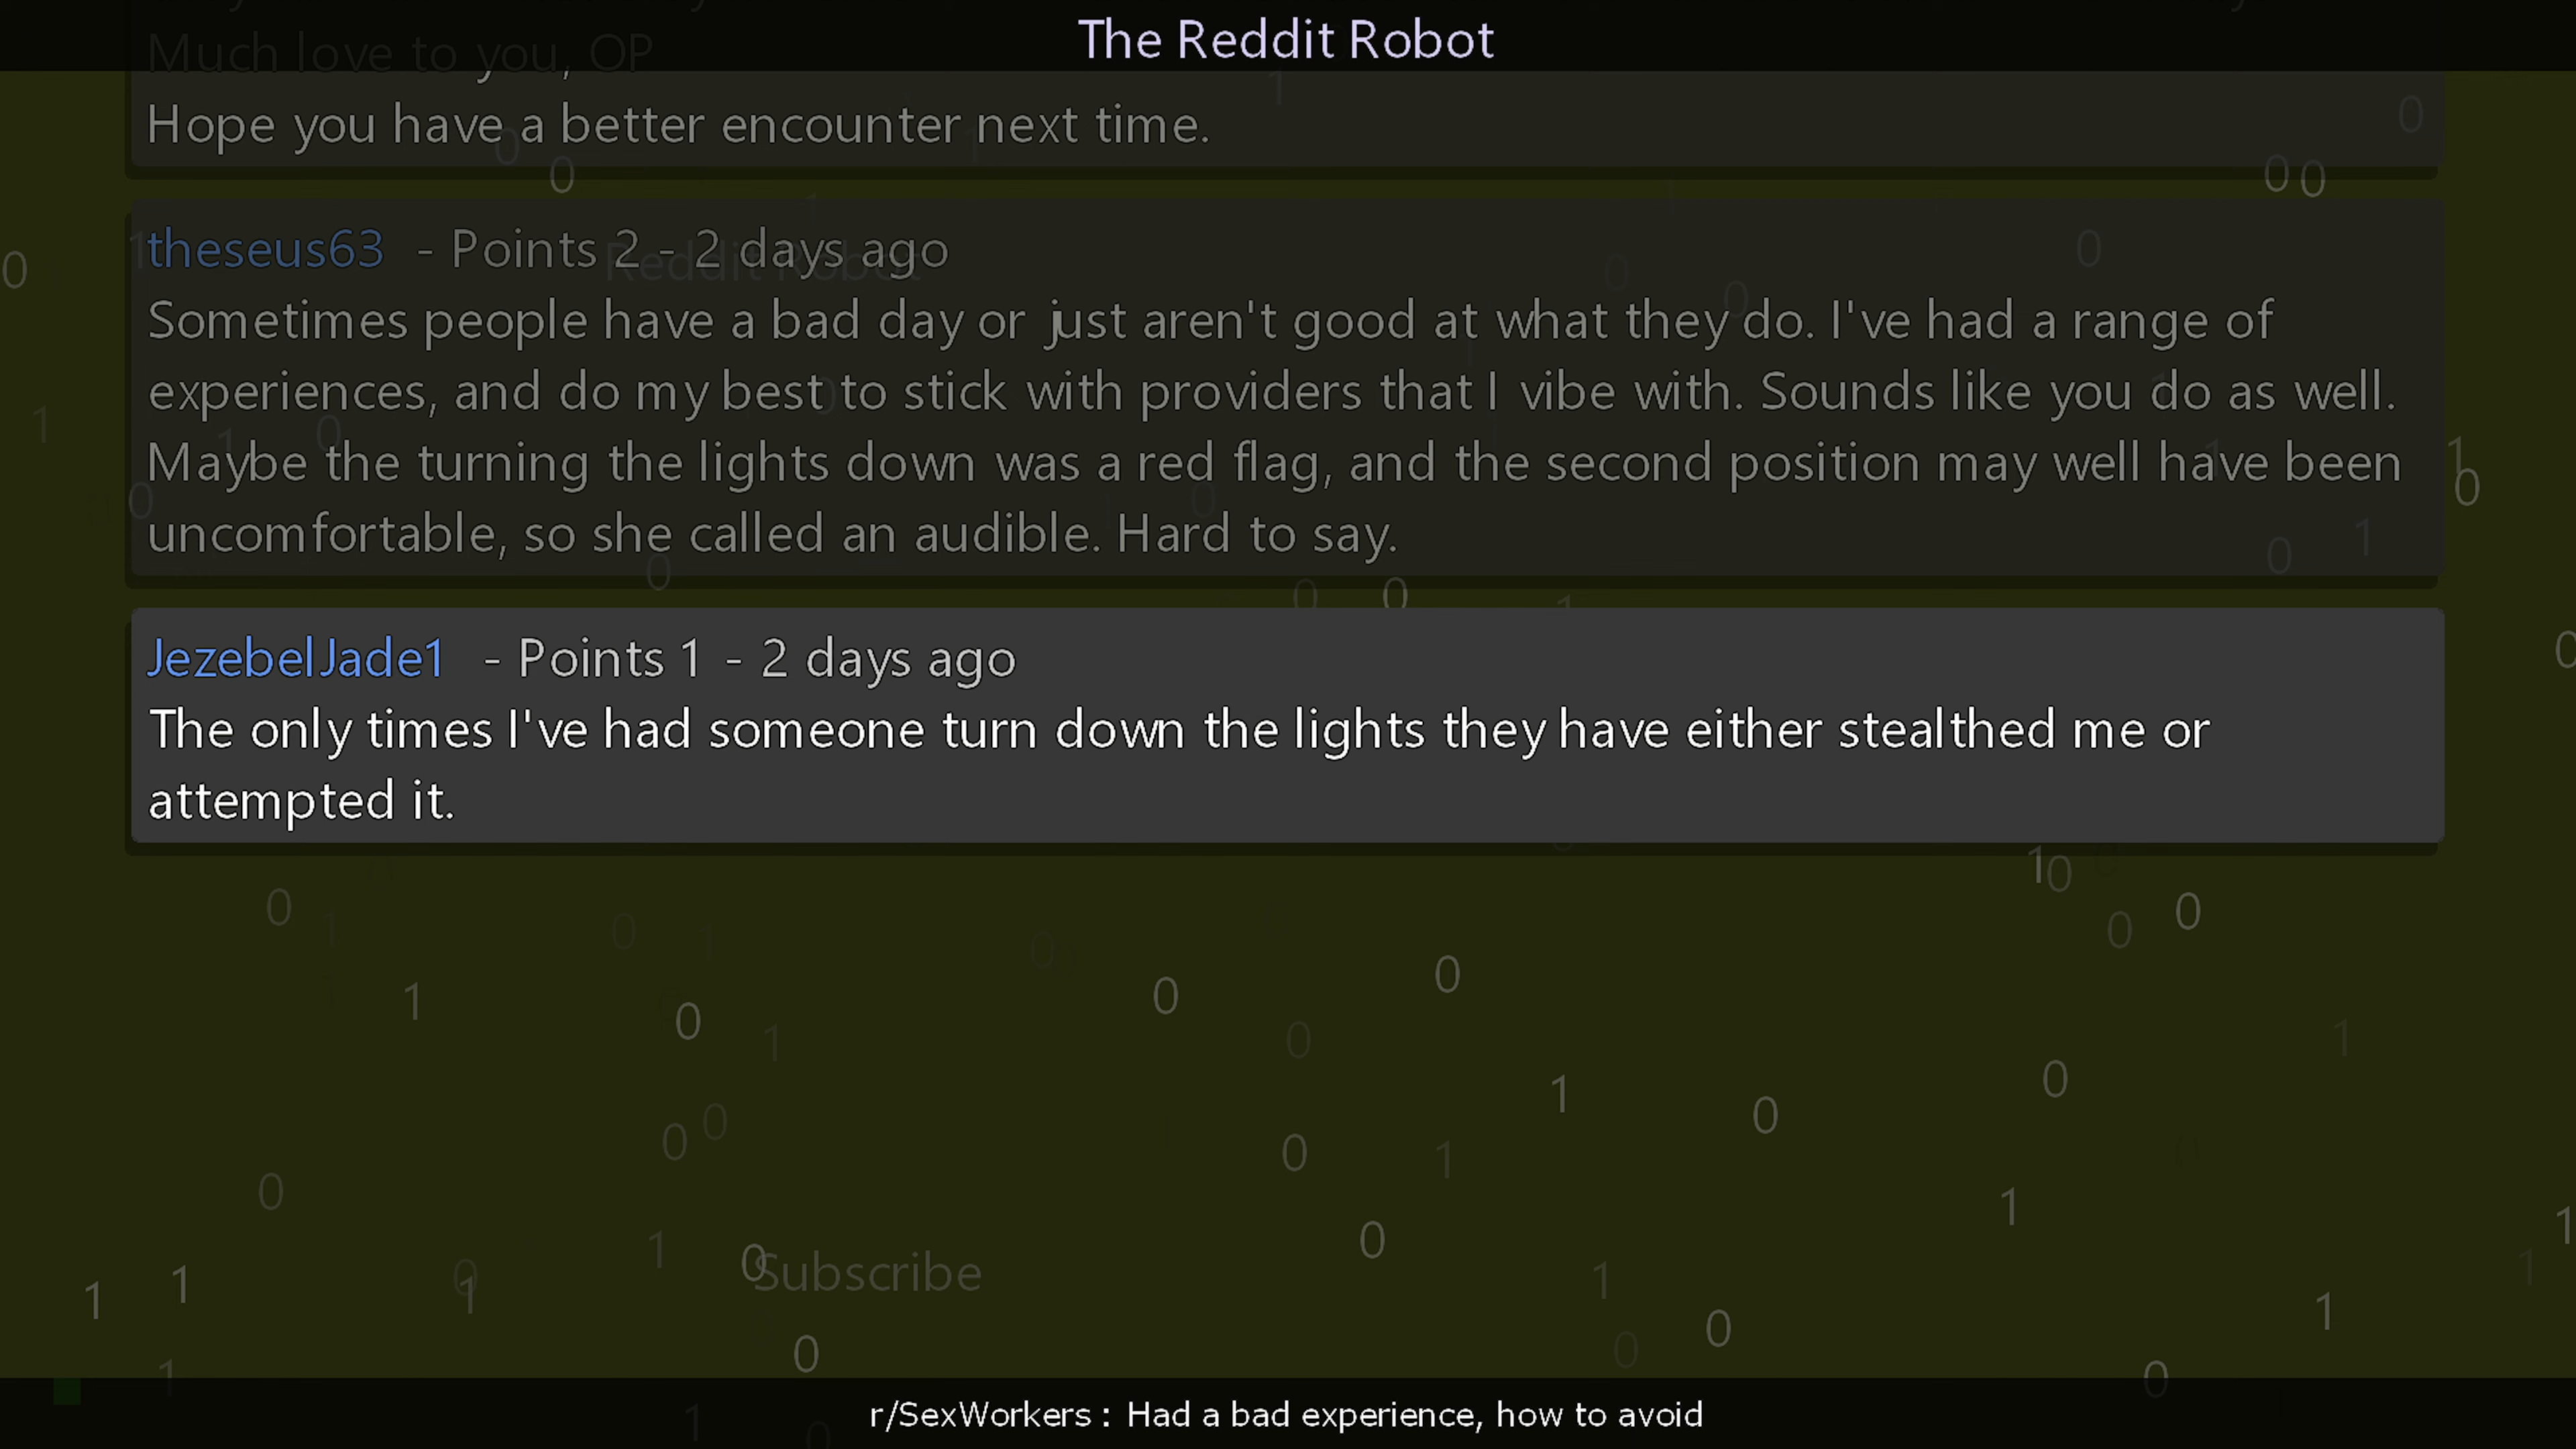 The Reddit Robot
Much love to you, OP
Hope you have a better encounter next time.
theseus63 - Points 2 - 2 days ago
Reddit Robot
Sometimes people have a bad day or just aren't good at what they do. I've had a range of
experiences, and do my best to stick with providers that I vibe with. Sounds like you do as well.
Maybe the turning the lights down was a red flag, and the second position may well have been
uncomfortable, so she called an audible. Hard to say.
JezebelJade1 - Points 1 - 2 days ago
The only times I've had someone turn down the lights they have either stealthed me or
attempted it.
Subscribe
r/SexWorkers : Had a bad experience, how to avoid